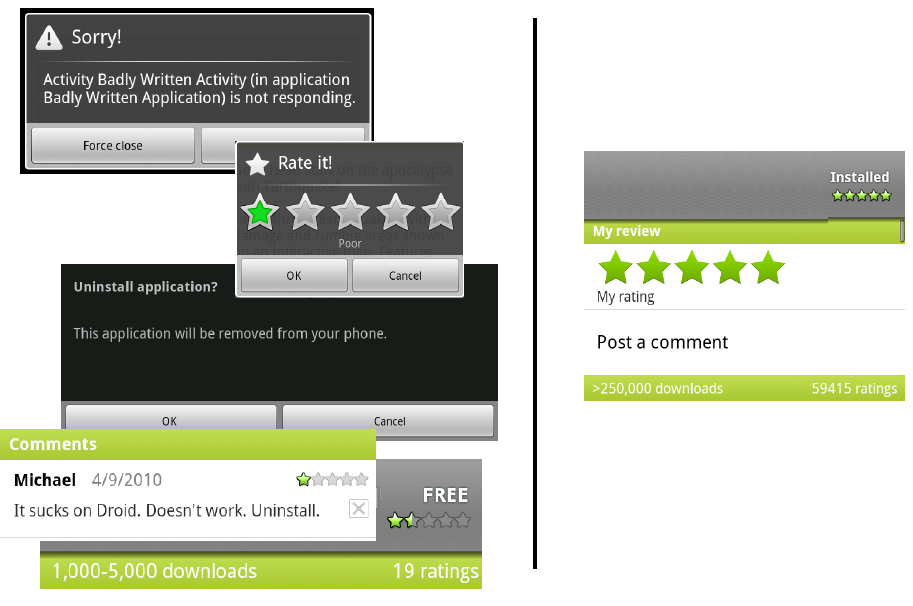 Sorry!
Activity Badly Written Activity (in application
Badly Written Application) is not responding.
Force close
Rate it!
Poor
OK
Cancel
Uninstall application?
This application will be removed from your phone.
OK
Cancel
Comments
Michael 4/9/2010
It sucks on Droid. Doesn't work. Uninstall.
FREE
1,000-5,000 downloads
19 ratings
Installed
My review
My rating
Post a comment
>250,000 downloads
59415 ratings